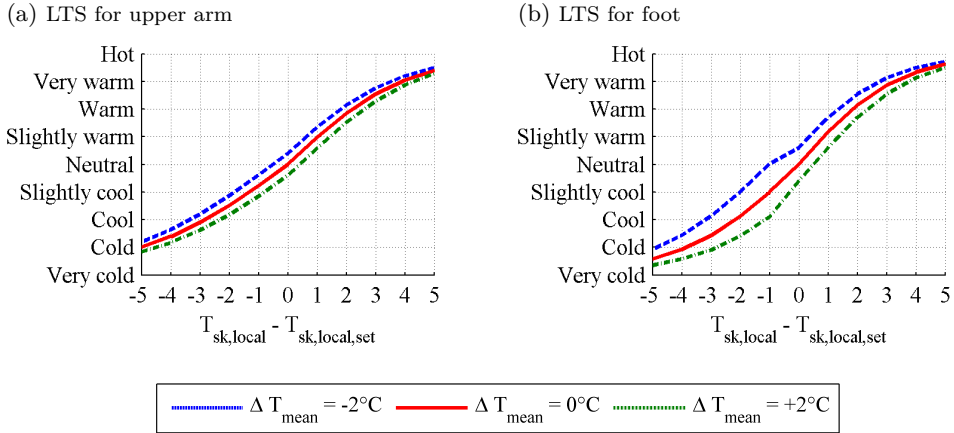 (a) LTS for upper arm
Hot
Very warm
Warm
Slightly warm
Neutral
Slightly cool
Cool
Cold
Very cold
-5 -4 -3 -2 -1 0 1 2 3 4 5
T_sk,local - T_sk,local,set
(b) LTS for foot
Hot
Very warm
Warm
Slightly warm
Neutral
Slightly cool
Cool
Cold
Very cold
-5 -4 -3 -2 -1 0 1 2 3 4 5
T_sk,local - T_sk,local,set
Δ T_mean = -2°C Δ T_mean = 0°C Δ T_mean = +2°C